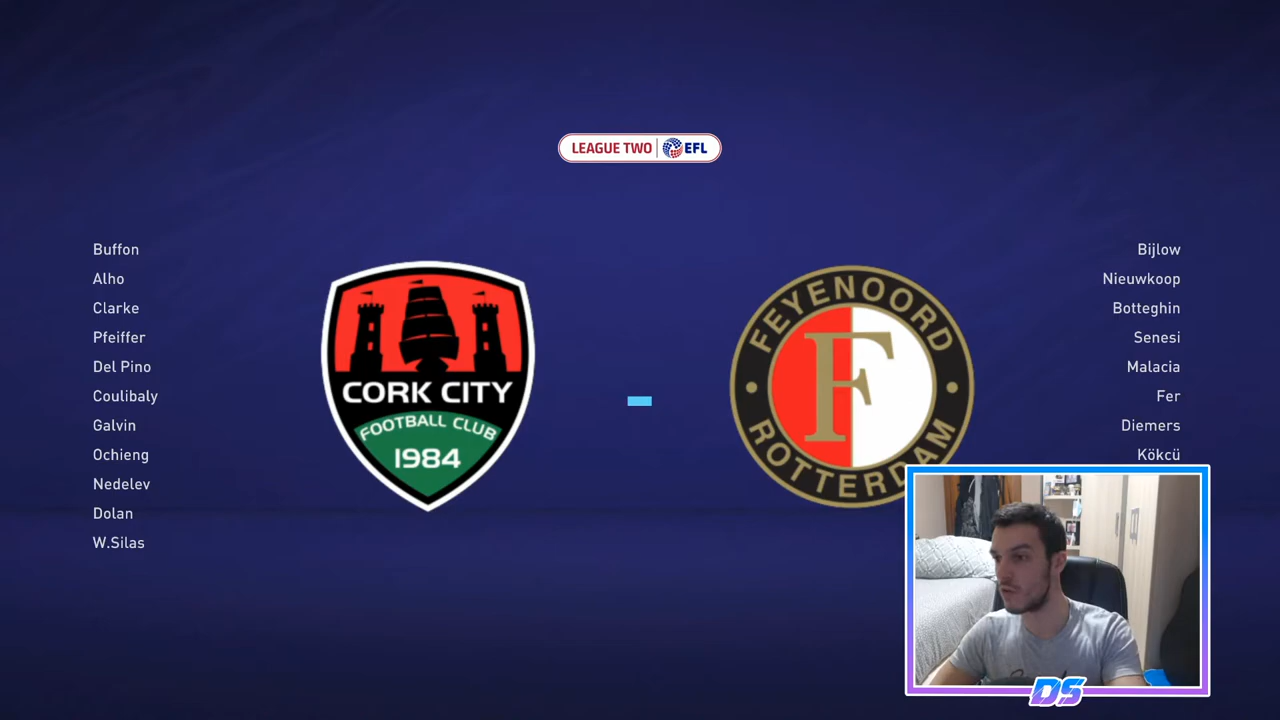 LEAGUE TWO EFL
Buffon
Alho
Clarke
Pfeiffer
Del Pino
Coulibaly
Galvin
Ochieng
Nedelev
Dolan
W.Silas
CORK CITY
FOOTBALL CLUB
1984
FEYENOORD
F
ROTTERDAM
Bijlow
Nieuwkoop
Botteghin
Senesi
Malacia
Fer
Diemers
Kökcü
DS